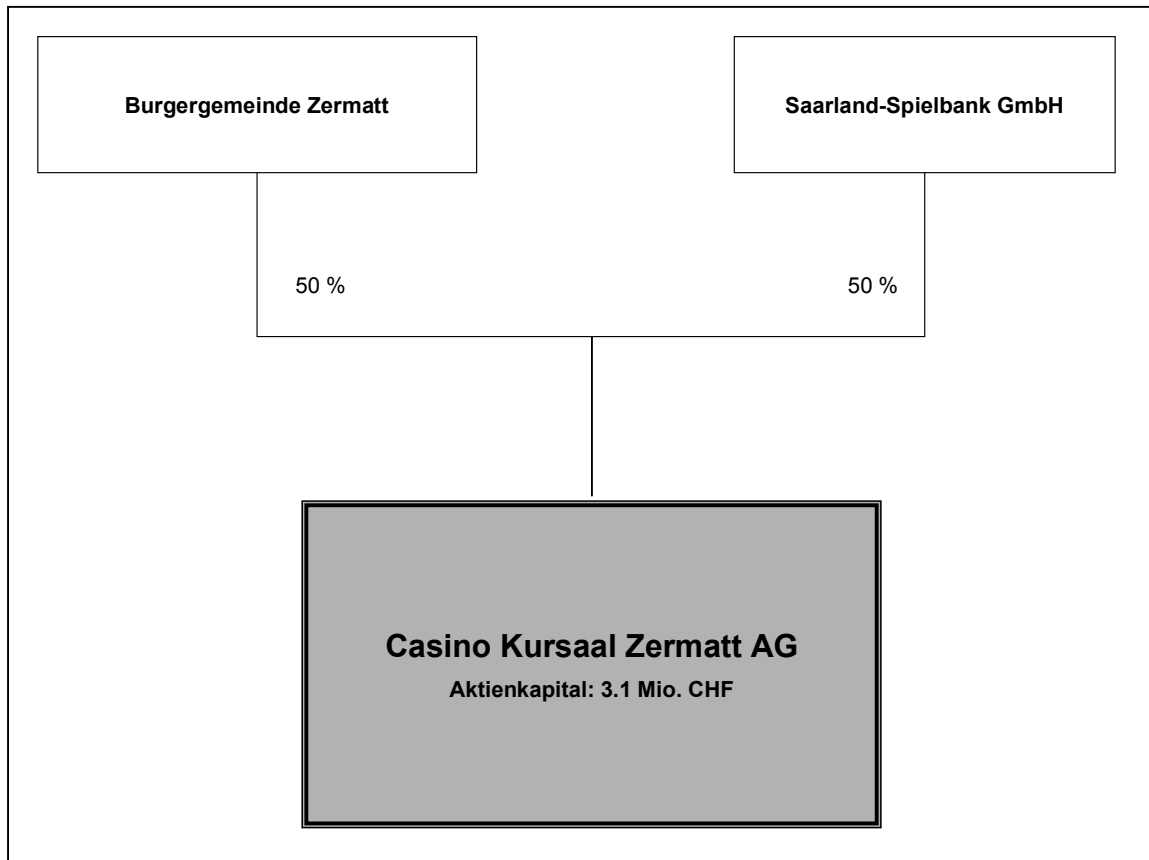 Burgergemeinde Zermatt
Saarland-Spielbank GmbH
50 %
50 %
Casino Kursaal Zermatt AG
Aktienkapital: 3.1 Mio. CHF